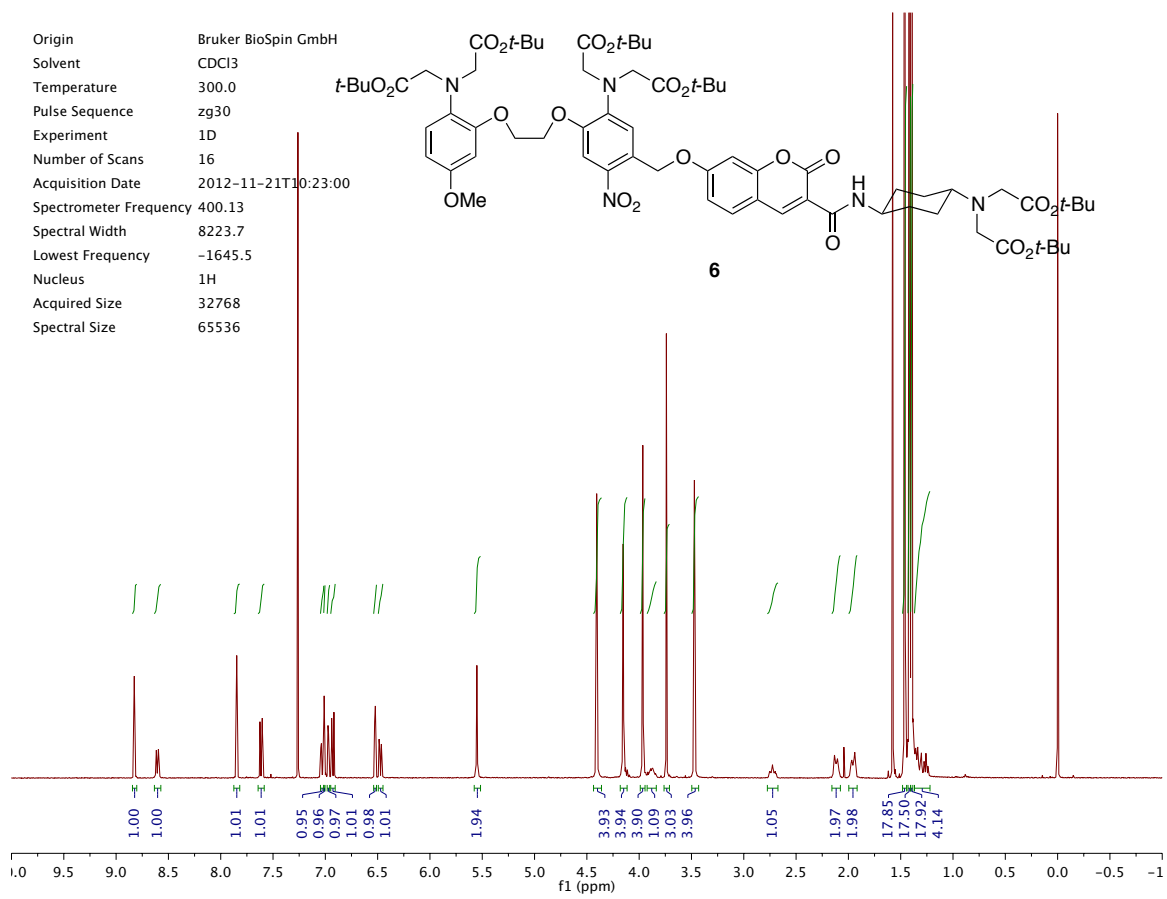 Origin Bruker BioSpin GmbH
Solvent CDCl3
Temperature 300.0
Pulse Sequence zg30
Experiment 1D
Number of Scans 16
Acquisition Date 2012-11-21T10:23:00
Spectrometer Frequency 400.13
Spectral Width 8223.7
Lowest Frequency -1645.5
Nucleus 1H
Acquired Size 32768
Spectral Size 65536
CO2t-Bu CO2t-Bu
t-BuO2C N N CO2t-Bu
O O
OMe NO2 O O O
H
N
O
N CO2t-Bu
CO2t-Bu
6
1.00 1.00 1.01 1.01 0.95 0.96 0.97 1.01 0.98 1.01 1.94 3.93 3.94 3.90 1.09 3.03 3.96 1.05 1.97 1.98 17.85 17.50 17.92 4.14
0.0 9.5 9.0 8.5 8.0 7.5 7.0 6.5 6.0 5.5 5.0 4.5 4.0 3.5 3.0 2.5 2.0 1.5 1.0 0.5 0.0 -0.5 -1
f1 (ppm)